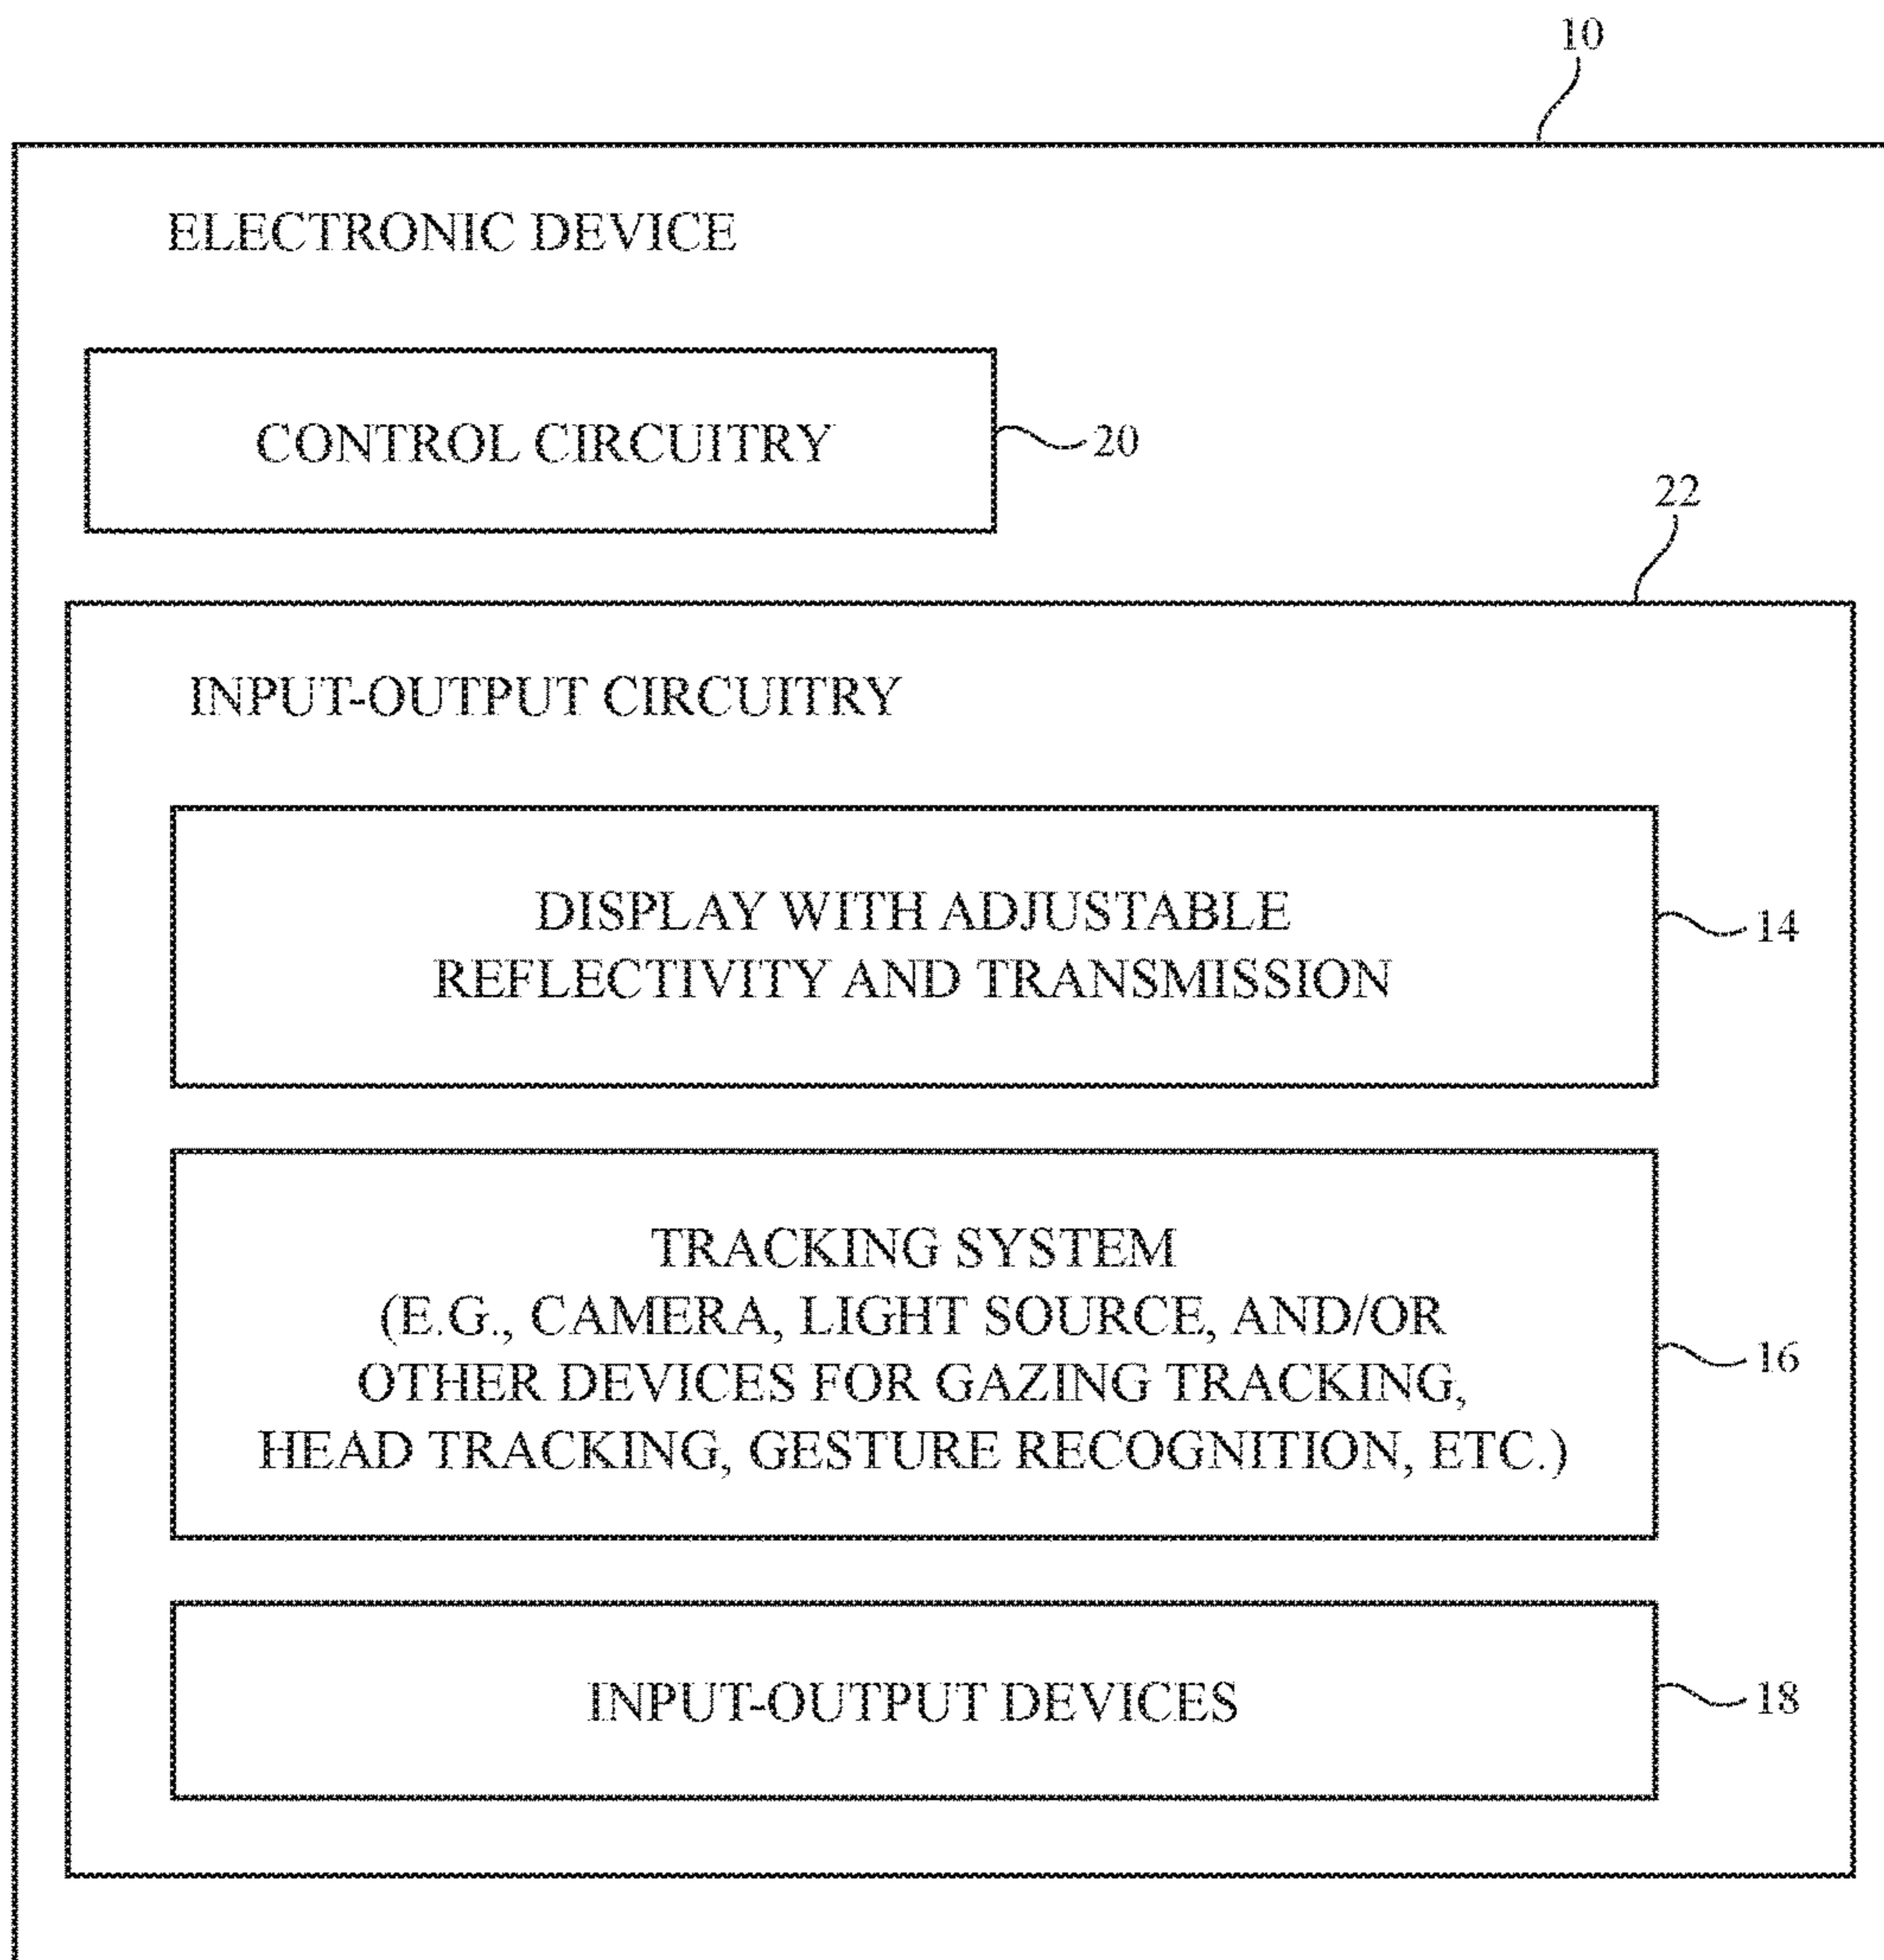 10
ELECTRONIC DEVICE
CONTROL CIRCUITRY
20
22
INPUT-OUTPUT CIRCUITRY
DISPLAY WITH ADJUSTABLE
REFLECTIVITY AND TRANSMISSION
14
TRACKING SYSTEM
(E.G., CAMERA, LIGHT SOURCE, AND/OR
OTHER DEVICES FOR GAZING TRACKING,
HEAD TRACKING, GESTURE RECOGNITION, ETC.)
16
INPUT-OUTPUT DEVICES
18